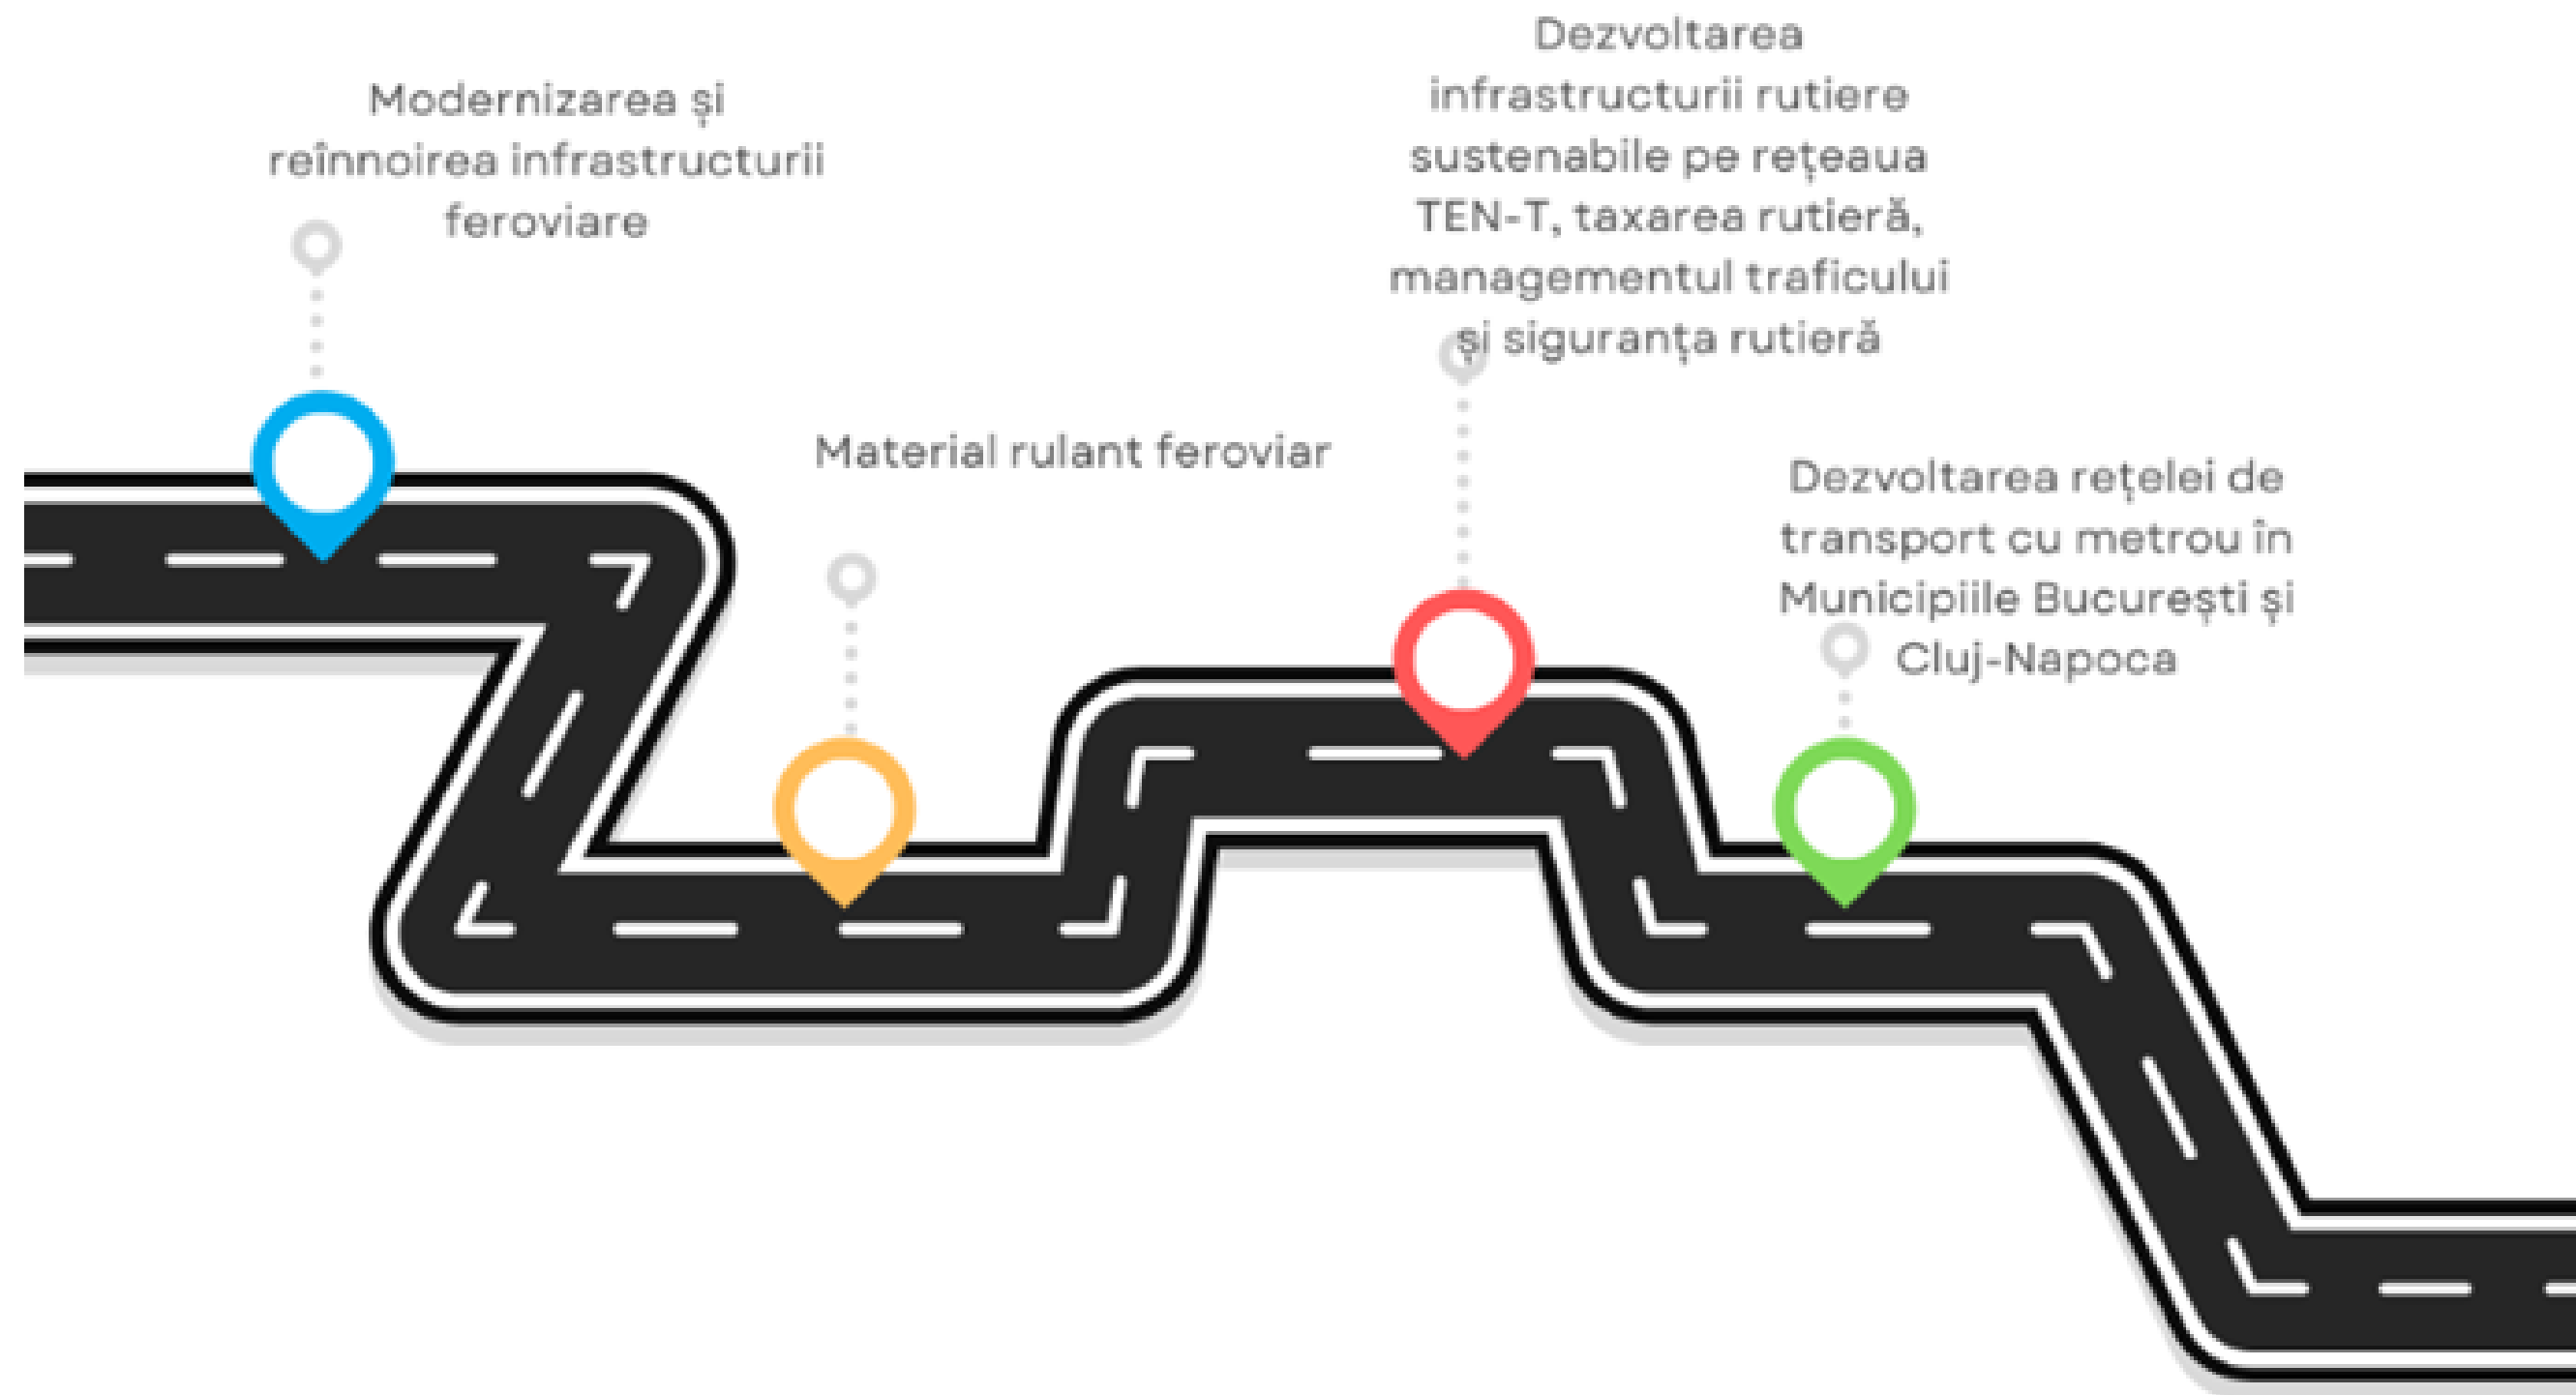 Modernizarea și
reînnoirea infrastructurii
feroviare
Material rulant feroviar
Dezvoltarea
infrastructurii rutiere
sustenabile pe rețeaua
TEN-T, taxarea rutieră,
managementul traficului
și siguranța rutieră
Dezvoltarea rețelei de
transport cu metrou în
Municipiile București și
Cluj-Napoca